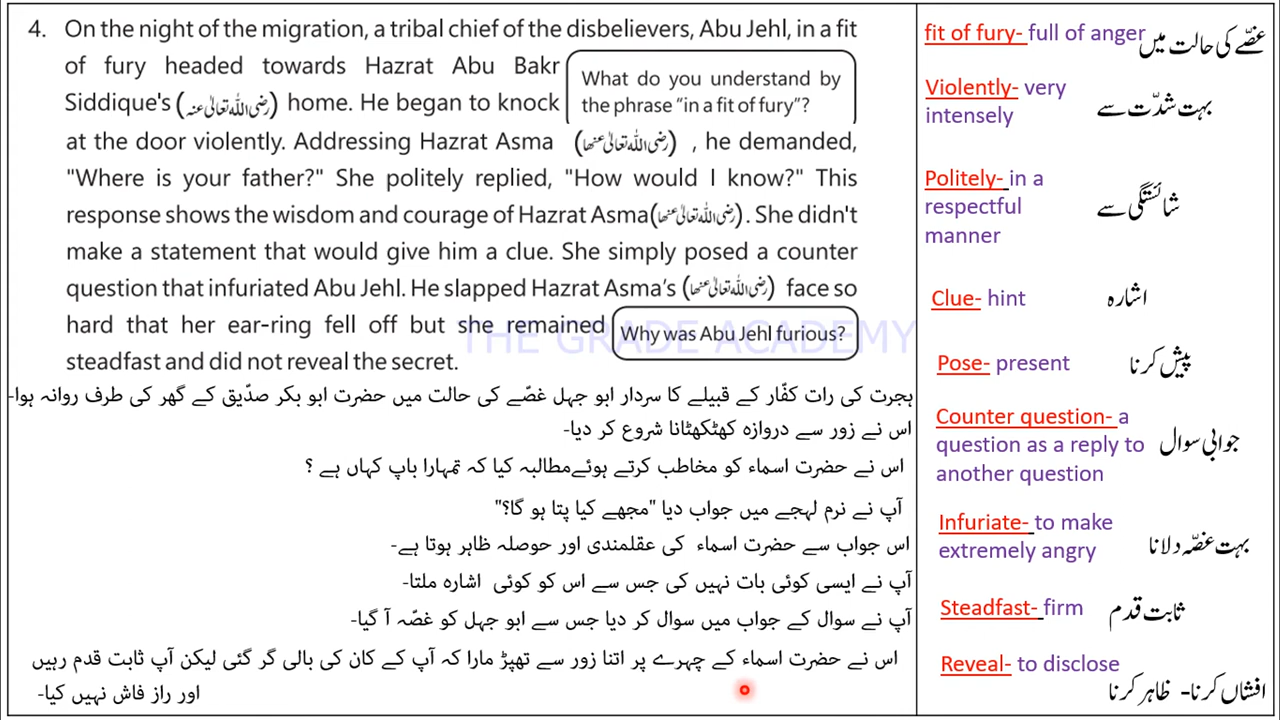 4. On the night of the migration, a tribal chief of the disbelievers, Abu Jehl, in a fit
of fury headed towards Hazrat Abu Bakr
Siddique's (رضی اللہ تعالیٰ عنہ) home. He began to knock
What do you understand by
the phrase "in a fit of fury"?
at the door violently. Addressing Hazrat Asma (رضی اللہ تعالیٰ عنھا) , he demanded,
"Where is your father?" She politely replied, "How would I know?" This
response shows the wisdom and courage of Hazrat Asma(رضی اللہ تعالیٰ عنھا). She didn't
make a statement that would give him a clue. She simply posed a counter
question that infuriated Abu Jehl. He slapped Hazrat Asma's (رضی اللہ تعالیٰ عنھا) face so
hard that her ear-ring fell off but she remained
Why was Abu Jehl furious?
steadfast and did not reveal the secret.
THE GRADE ACADEMY
ہجرت کی رات کفّار کے قبیلے کا سردار ابو جہل غصّے کی حالت میں حضرت ابو بکر صدّیق کے گھر کی طرف روانہ ہوا-
اس نے زور سے دروازہ کھٹکھٹانا شروع کر دیا-
اس نے حضرت اسماء کو مخاطب کرتے ہوئےمطالبہ کیا کہ تمہارا باپ کہاں ہے ؟
آپ نے نرم لہجے میں جواب دیا "مجھے کیا پتا ہو گا؟"
اس جواب سے حضرت اسماء کی عقلمندی اور حوصلہ ظاہر ہوتا ہے-
آپ نے ایسی کوئی بات نہیں کی جس سے اس کو کوئی اشارہ ملتا-
آپ نے سوال کے جواب میں سوال کر دیا جس سے ابو جہل کو غصّہ آ گیا-
اس نے حضرت اسماء کے چہرے پر اتنا زور سے تھپڑ مارا کہ آپ کے کان کی بالی گر گئی لیکن آپ ثابت قدم رہیں
اور راز فاش نہیں کیا-
fit of fury- full of anger غصّے کی حالت میں
Violently- very
intensely بہت شدّت سے
Politely- in a
respectful شائستگی سے
manner
Clue- hint اشارہ
Pose- present پیش کرنا
Counter question- a
question as a reply to جوابی سوال
another question
Infuriate- to make
extremely angry بہت غصّہ دلانا
Steadfast- firm ثابت قدم
Reveal- to disclose
افشاں کرنا- ظاہر کرنا